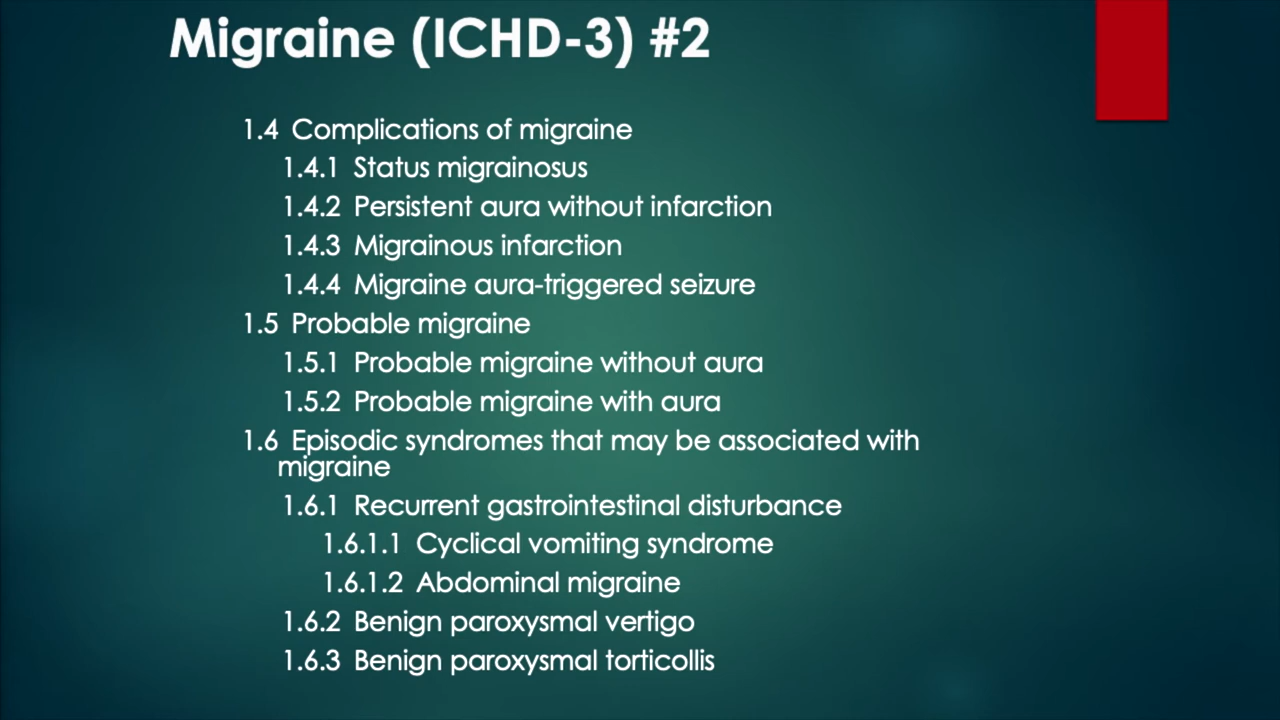 Migraine (ICHD-3) #2
1.4 Complications of migraine
1.4.1 Status migrainosus
1.4.2 Persistent aura without infarction
1.4.3 Migrainous infarction
1.4.4 Migraine aura-triggered seizure
1.5 Probable migraine
1.5.1 Probable migraine without aura
1.5.2 Probable migraine with aura
1.6 Episodic syndromes that may be associated with
migraine
1.6.1 Recurrent gastrointestinal disturbance
1.6.1.1 Cyclical vomiting syndrome
1.6.1.2 Abdominal migraine
1.6.2 Benign paroxysmal vertigo
1.6.3 Benign paroxysmal torticollis